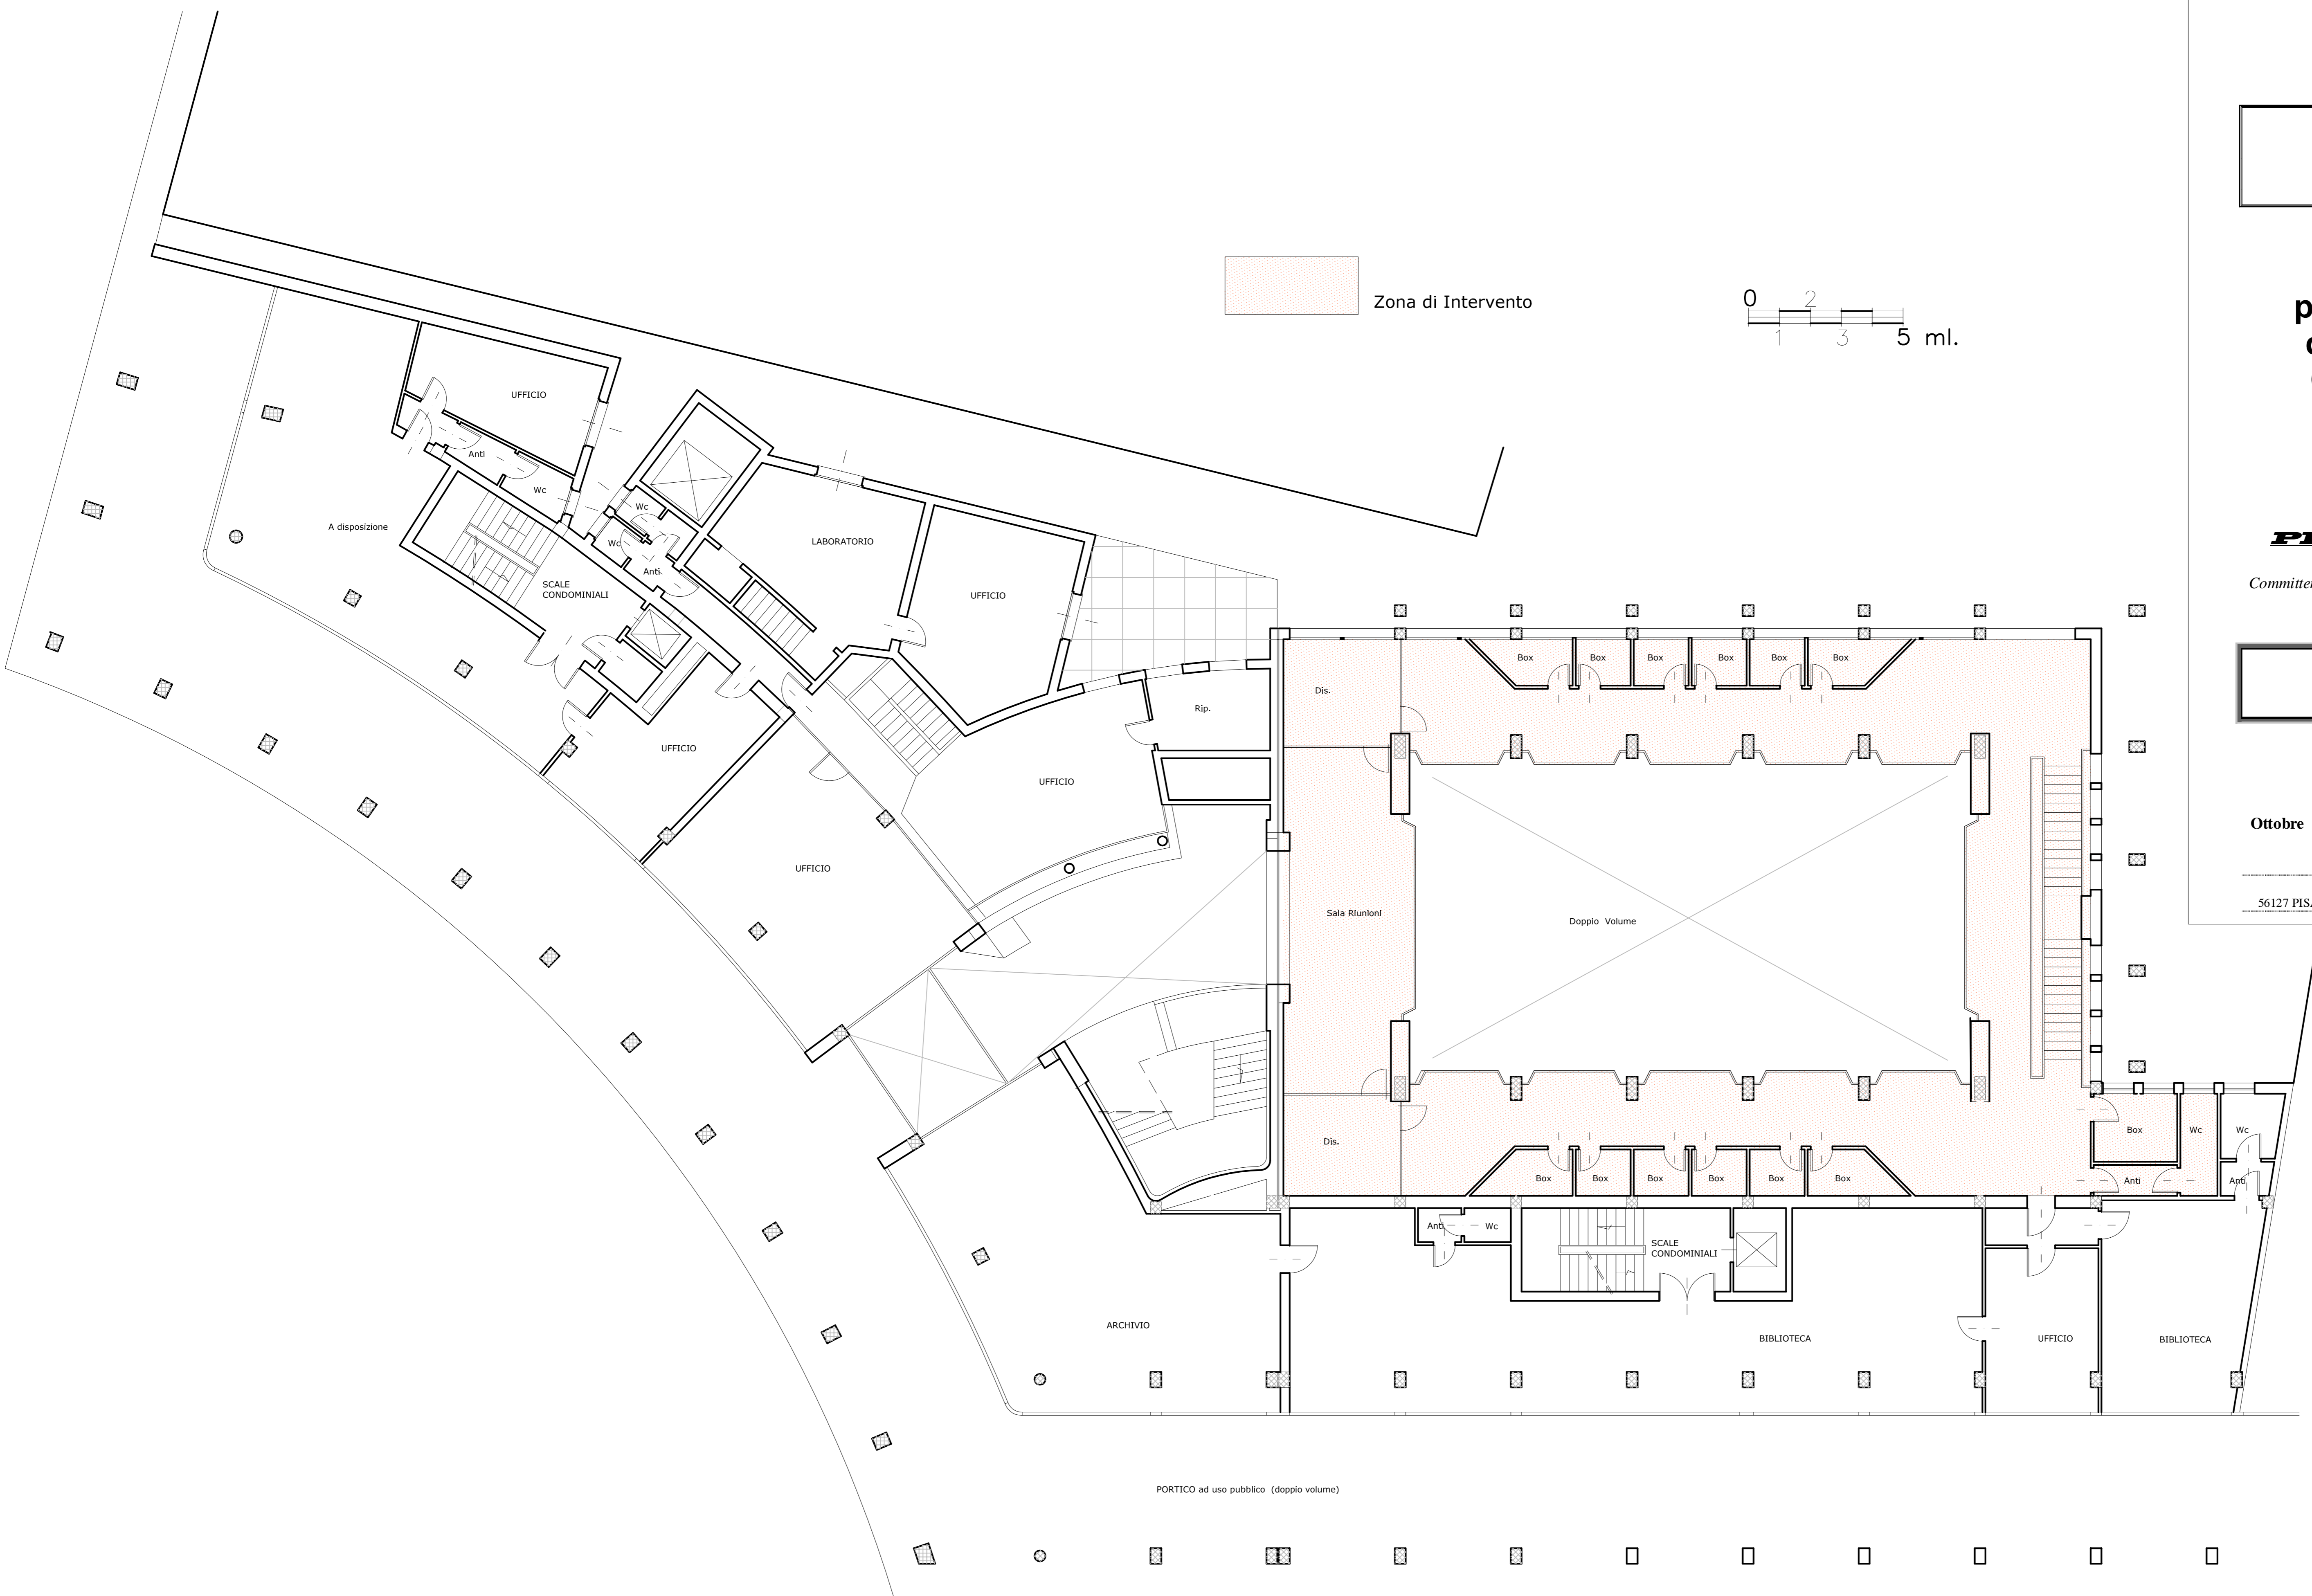 Zona di Intervento
0 2
1 3 5 ml.
UFFICIO
Anti
Wc
A disposizione
Wc
Wc
Anti
LABORATORIO
UFFICIO
SCALE
CONDOMINIALI
UFFICIO
Rip.
UFFICIO
UFFICIO
Dis.
Box
Box
Box
Box
Box
Box
Sala Riunioni
Doppio Volume
Dis.
Box
Box
Box
Box
Box
Box
Box
Wc
Wc
Anti
Anti
Anti
Wc
SCALE
CONDOMINIALI
ARCHIVIO
BIBLIOTECA
UFFICIO
BIBLIOTECA
PORTICO ad uso pubblico (doppio volume)
Ottobre